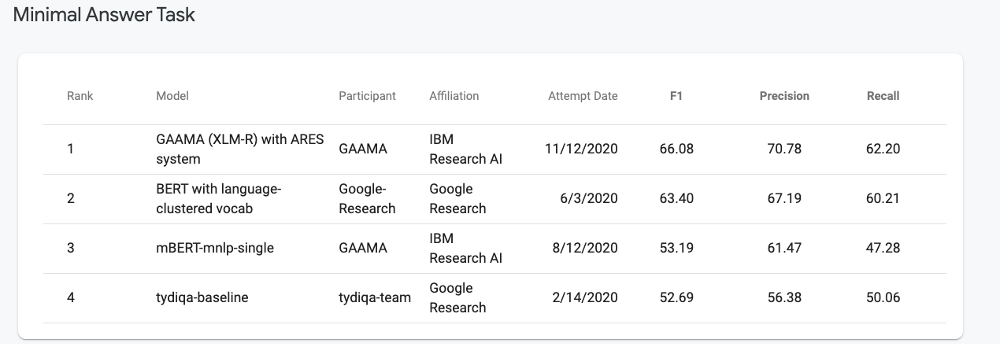 Minimal Answer Task
Rank Model Participant Affiliation Attempt Date F1 Precision Recall
1 GAAMA (XLM-R) with ARES system GAAMA IBM Research AI 11/12/2020 66.08 70.78 62.20
2 BERT with language-clustered vocab Google-Research Google Research 6/3/2020 63.40 67.19 60.21
3 mBERT-mnlp-single GAAMA IBM Research AI 8/12/2020 53.19 61.47 47.28
4 tydiqa-baseline tydiqa-team Google Research 2/14/2020 52.69 56.38 50.06